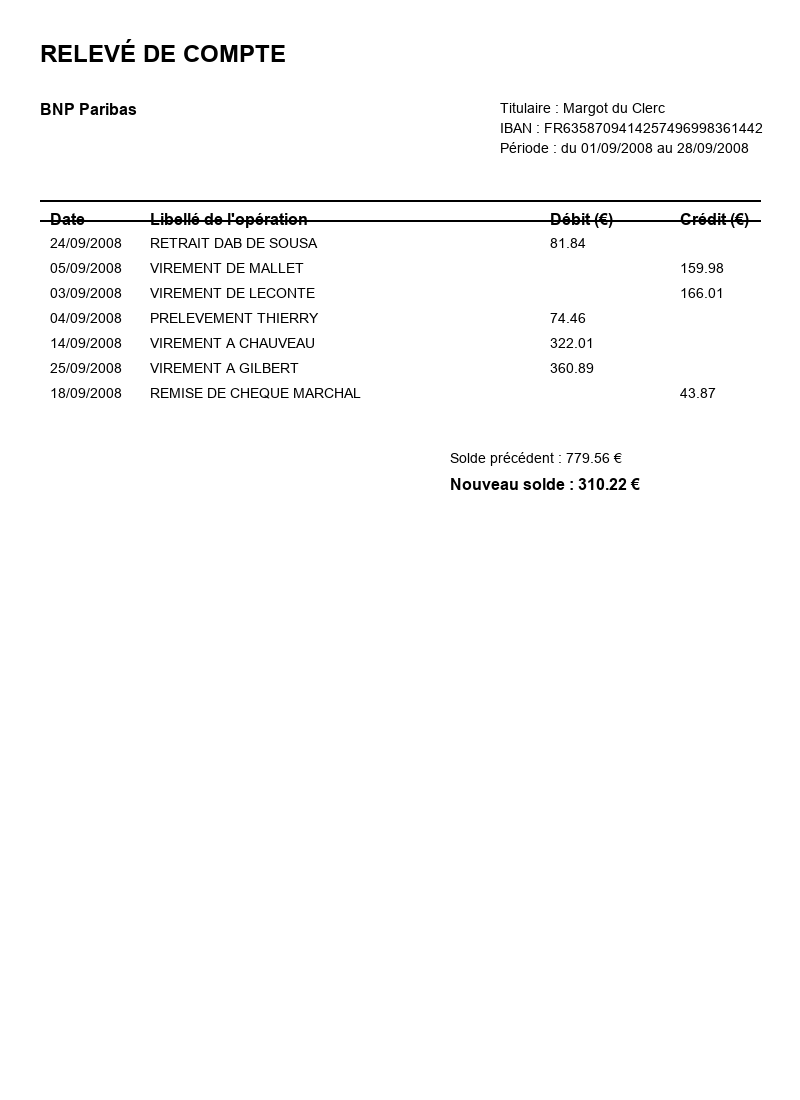 RELEVÉ DE COMPTE
BNP Paribas
Titulaire : Margot du Clerc
IBAN : FR6358709414257496998361442
Période : du 01/09/2008 au 28/09/2008
Date Libellé de l'opération Débit (€) Crédit (€)
24/09/2008 RETRAIT DAB DE SOUSA 81.84
05/09/2008 VIREMENT DE MALLET 159.98
03/09/2008 VIREMENT DE LECONTE 166.01
04/09/2008 PRELEVEMENT THIERRY 74.46
14/09/2008 VIREMENT A CHAUVEAU 322.01
25/09/2008 VIREMENT A GILBERT 360.89
18/09/2008 REMISE DE CHEQUE MARCHAL 43.87
Solde précédent : 779.56 €
Nouveau solde : 310.22 €